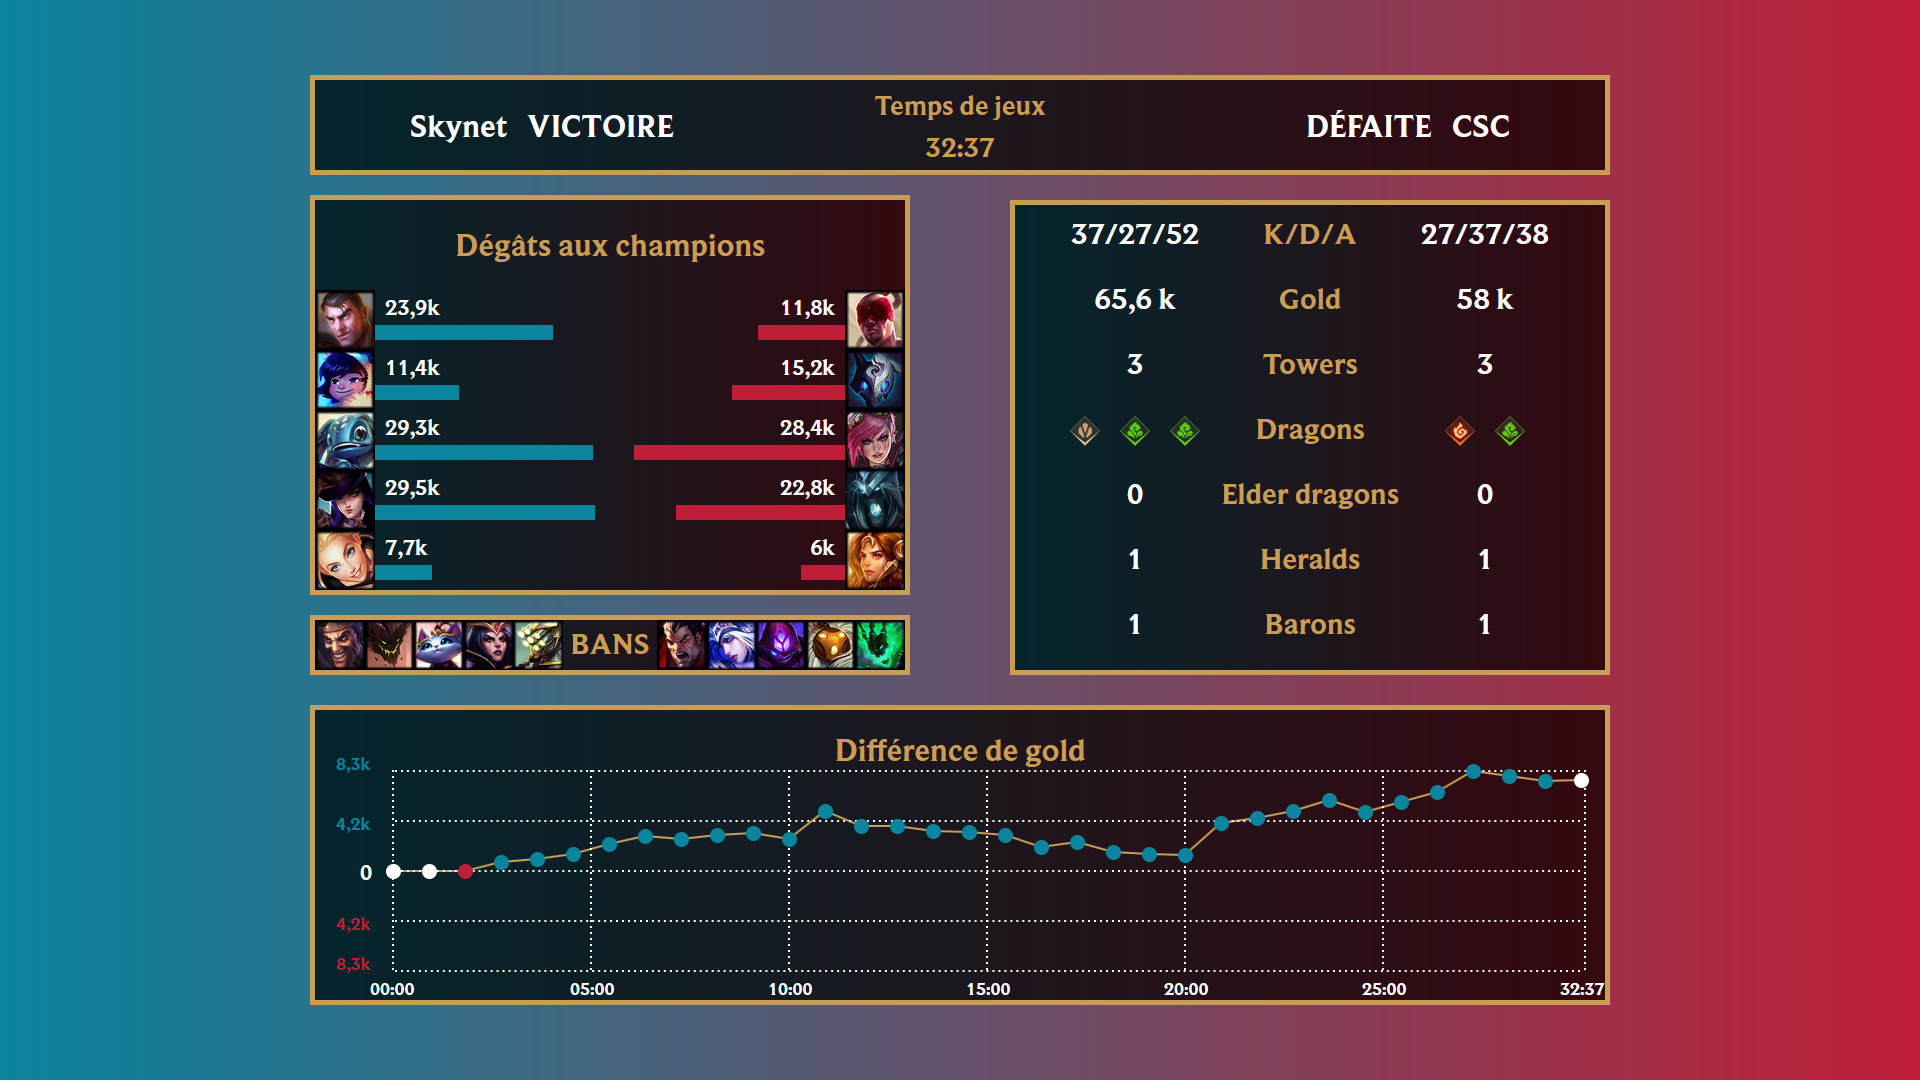 Skynet VICTOIRE
Temps de jeux
32:37
DÉFAITE CSC
Dégâts aux champions
23,9k 11,8k
11,4k 15,2k
29,3k 28,4k
29,5k 22,8k
7,7k 6k
BANS
37/27/52 K/D/A 27/37/38
65,6 k Gold 58 k
3 Towers 3
Dragons
0 Elder dragons 0
1 Heralds 1
1 Barons 1
Différence de gold
8,3k
4,2k
0
4,2k
8,3k
00:00 05:00 10:00 15:00 20:00 25:00 32:37